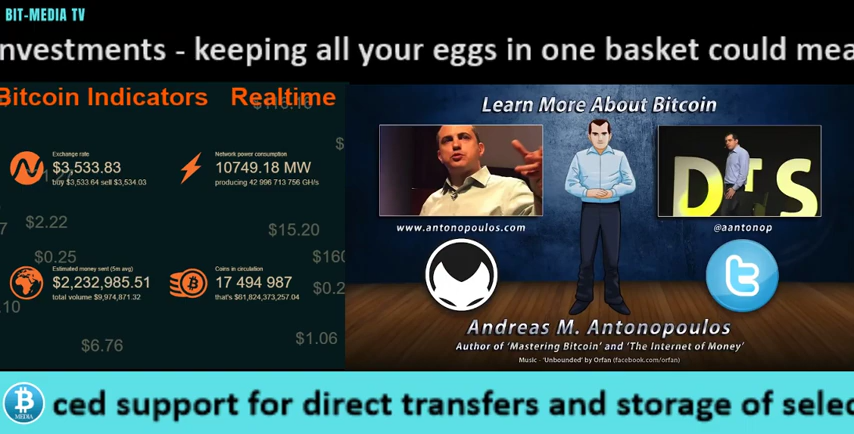 BIT-MEDIA TV
nvestments - keeping all your eggs in one basket could mea
Bitcoin Indicators Realtime
Exchange rate
$3,533.83
buy $3,533.64 sell $3,534.03
Network power consumption
10749.18 MW
producing 42 996 713 756 GH/s
$2.22
$15.20
$0.25
$160
Estimated money sent (5m avg)
$2,232,985.51
total volume $9,974,871.32
Coins in circulation
17 494 987
that's $61,824,373,257.04
$0.2
.10
$6.76
$1.06
Learn More About Bitcoin
www.antonopoulos.com
@aantonop
Andreas M. Antonopoulos
Author of 'Mastering Bitcoin' and 'The Internet of Money'
Music - 'Unbounded' by Orfan (facebook.com/orfan)
MEDIA
ced support for direct transfers and storage of selec